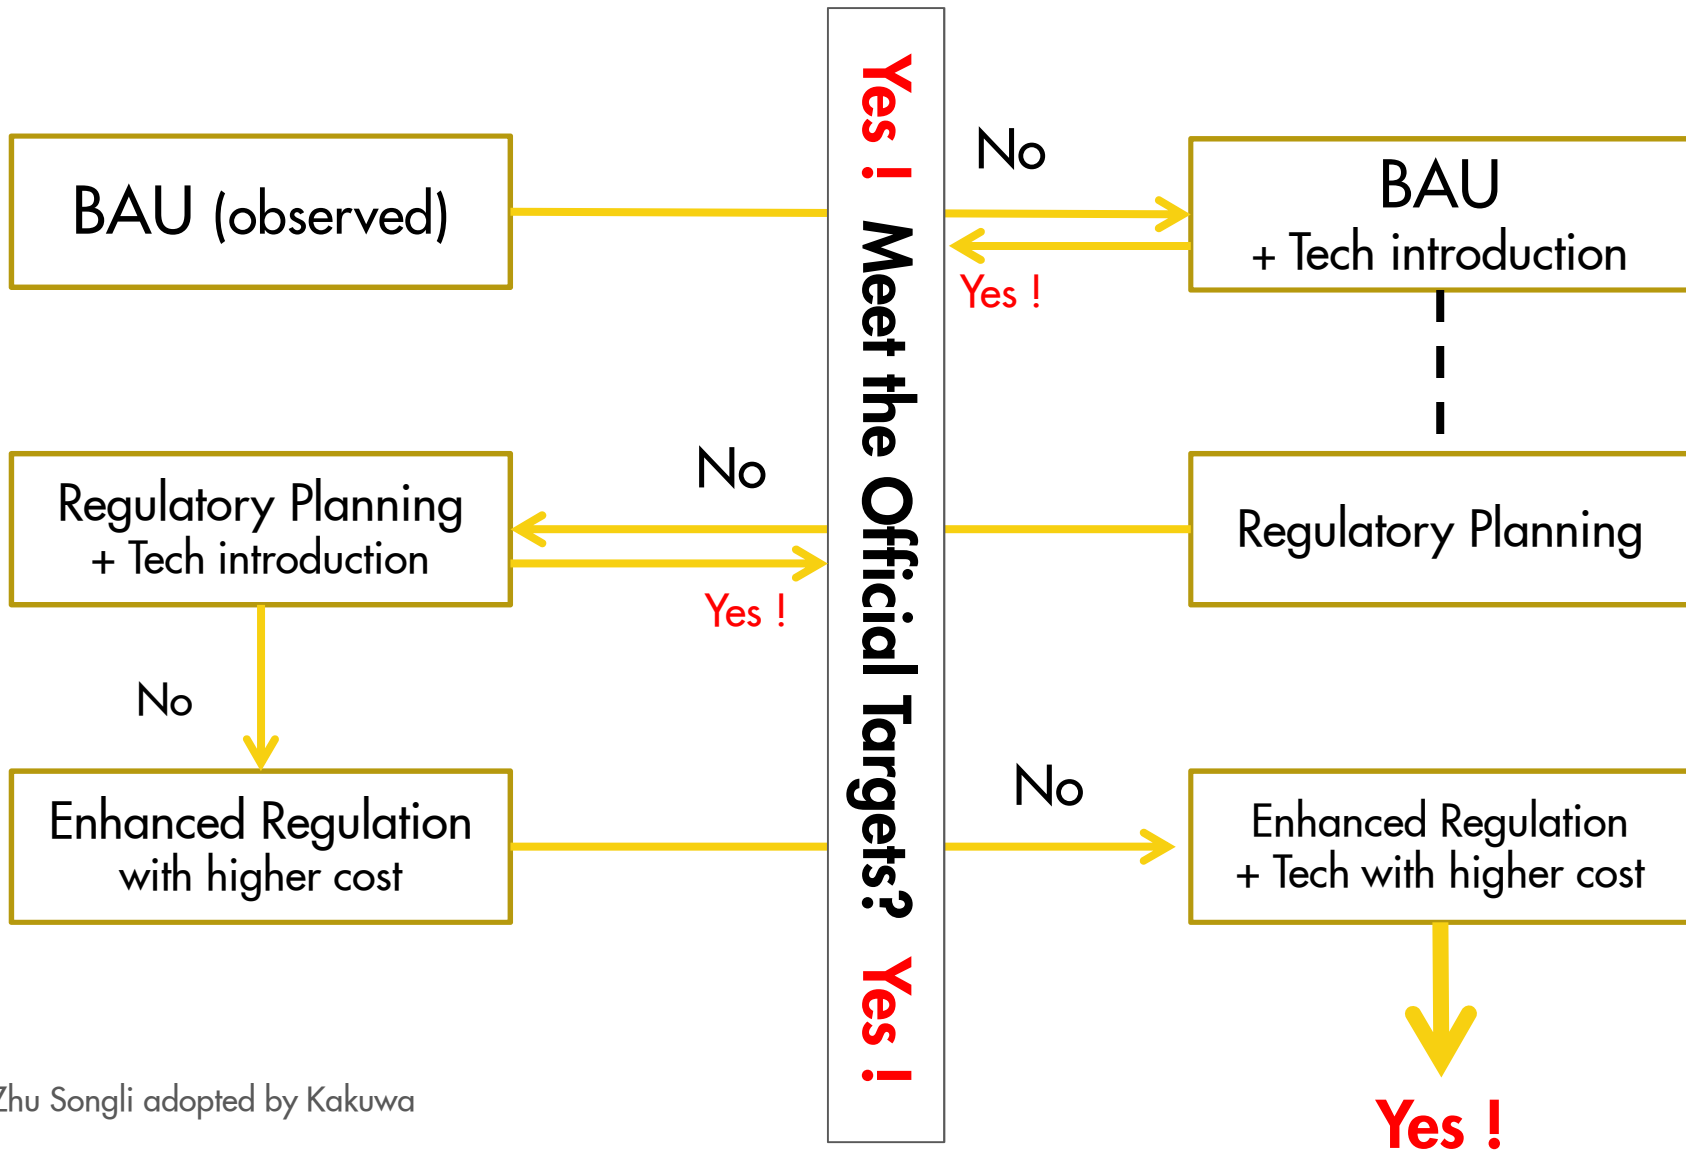 Yes ! Meet the Official Targets? Yes !
BAU (observed)
No
BAU
+ Tech introduction
Yes !
Regulatory Planning
+ Tech introduction
No
Yes !
Regulatory Planning
No
Enhanced Regulation
with higher cost
No
Enhanced Regulation
+ Tech with higher cost
Yes !
Zhu Songli adopted by Kakuwa